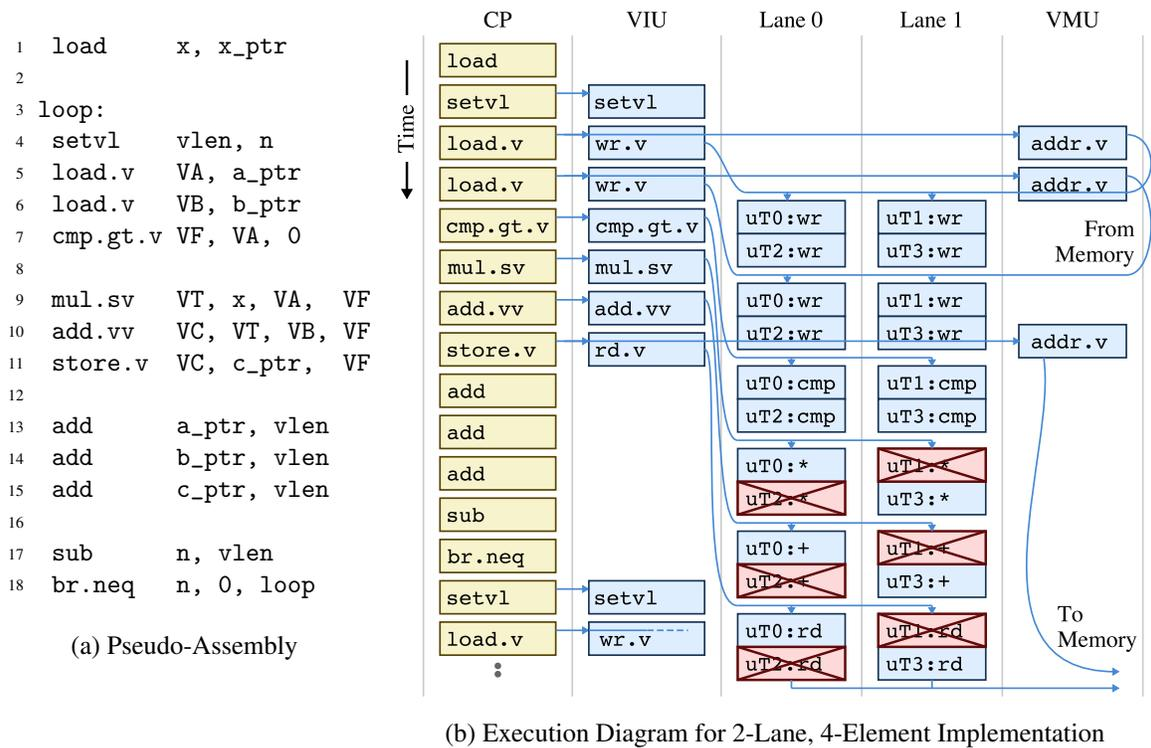 1 load x, x_ptr
2
3 loop:
4 setvl vlen, n
5 load.v VA, a_ptr
6 load.v VB, b_ptr
7 cmp.gt.v VF, VA, 0
8
9 mul.sv VT, x, VA, VF
10 add.vv VC, VT, VB, VF
11 store.v VC, c_ptr, VF
12
13 add a_ptr, vlen
14 add b_ptr, vlen
15 add c_ptr, vlen
16
17 sub n, vlen
18 br.neq n, 0, loop
(a) Pseudo-Assembly
Time
CP VIU Lane 0 Lane 1 VMU
load
setvl setvl
load.v wr.v addr.v
load.v wr.v addr.v
cmp.gt.v cmp.gt.v uT0:wr uT1:wr From
mul.sv mul.sv uT2:wr uT3:wr Memory
add.vv add.vv uT0:wr uT1:wr
store.v rd.v uT2:wr uT3:wr addr.v
add uT0:cmp uT1:cmp
add uT2:cmp uT3:cmp
add uT0:* uT1:*
sub uT2:* uT3:*
br.neq uT0:+ uT1:+
setvl setvl uT2:+ uT3:+ To
load.v wr.v uT0:rd uT1:rd Memory
uT2:rd uT3:rd
(b) Execution Diagram for 2-Lane, 4-Element Implementation